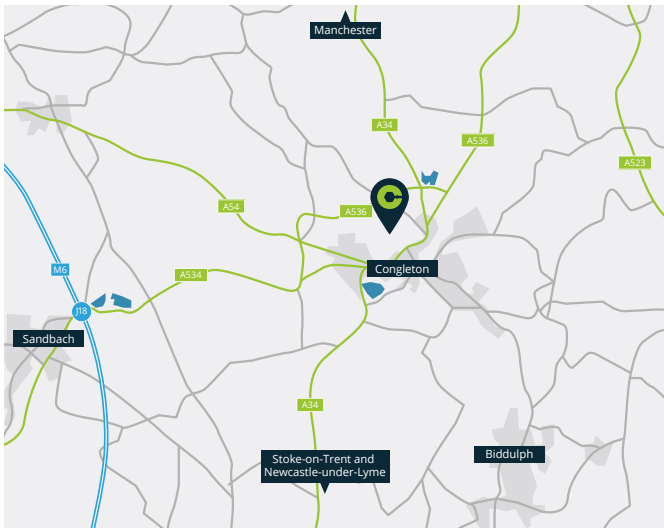 Manchester
A34
A536
A523
A54
A536
M6
A534
Congleton
J18
Sandbach
A34
Stoke-on-Trent and
Newcastle-under-Lyme
Biddulph